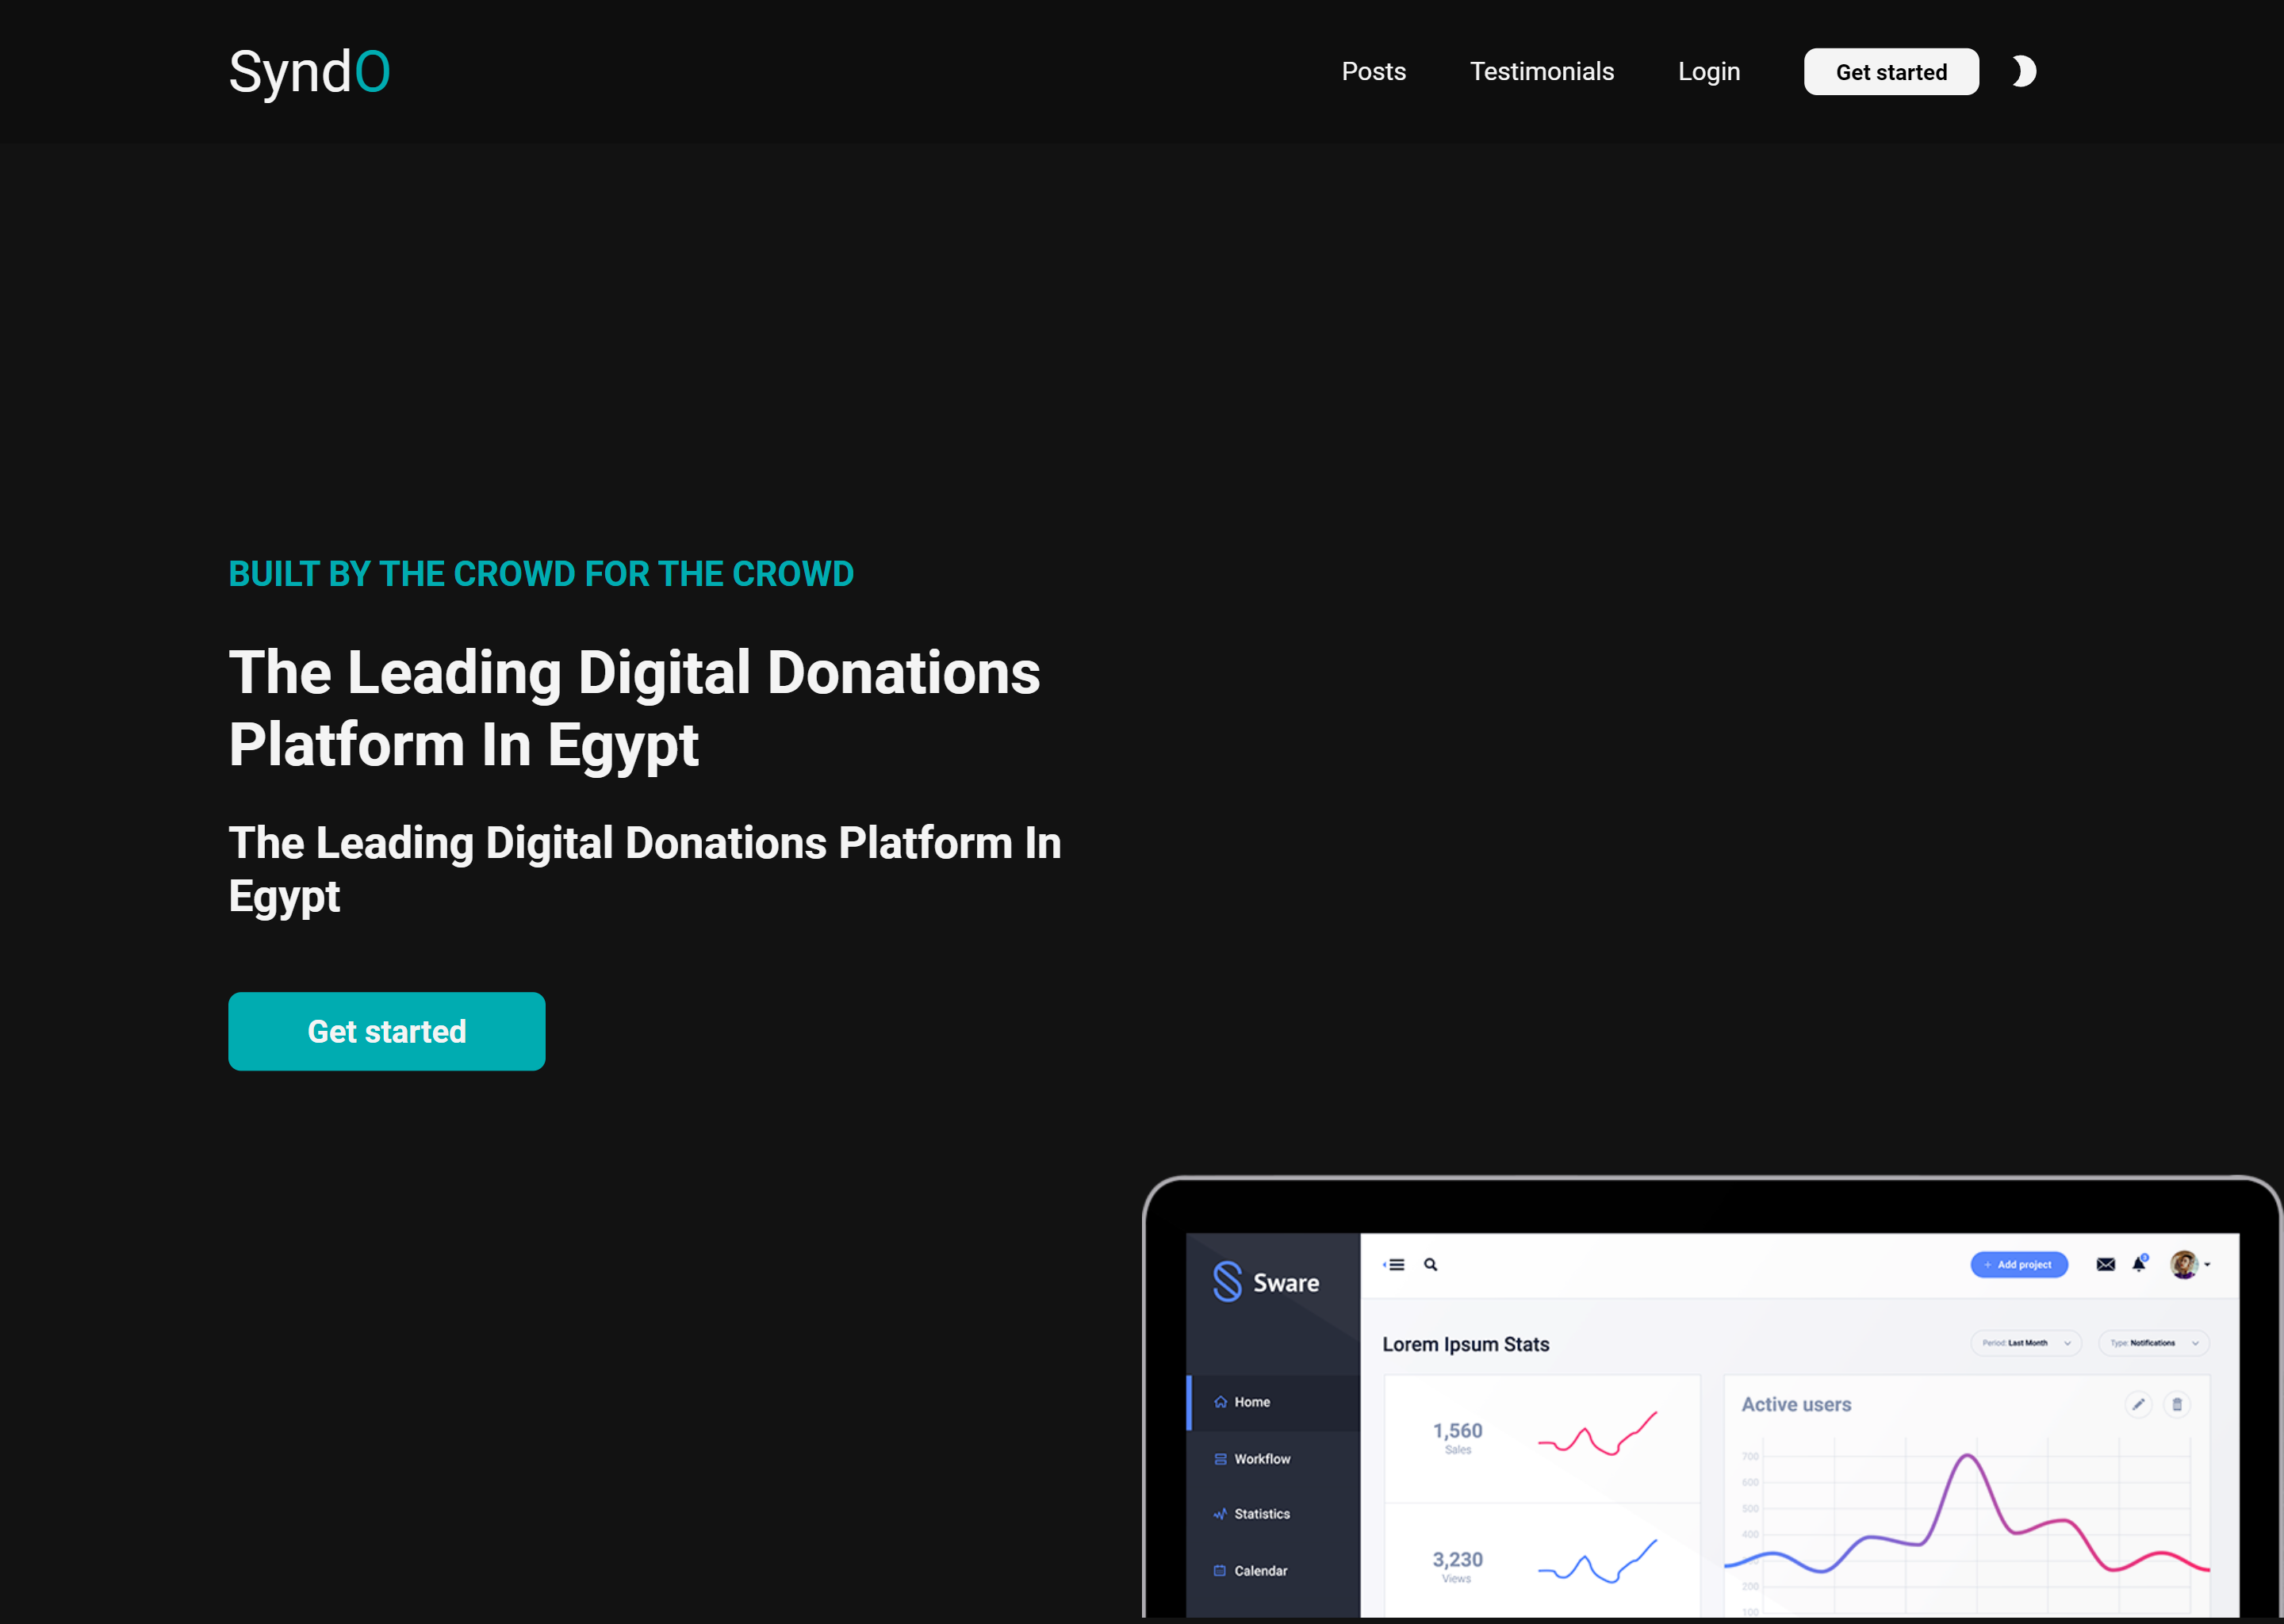 SyndO
Posts
Testimonials
Login
Get started
BUILT BY THE CROWD FOR THE CROWD
The Leading Digital Donations
Platform In Egypt
The Leading Digital Donations Platform In
Egypt
Get started
Sware
+ Add project
Lorem Ipsum Stats
Period: Last Month
Type: Notifications
Home
Workflow
Statistics
Calendar
1,560
Sales
3,230
Views
Active users
700
600
500
400
200
100